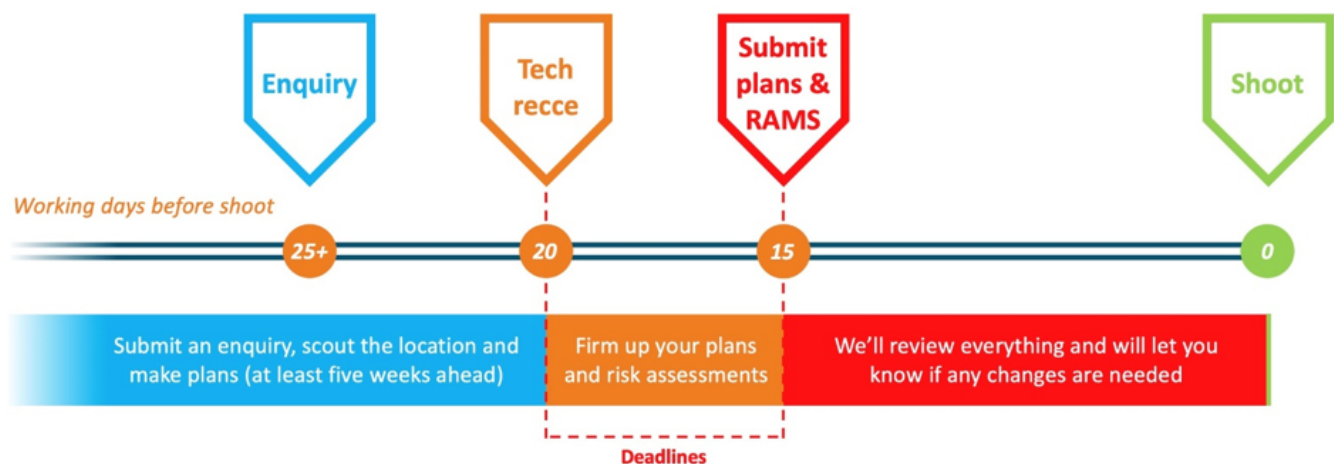 Enquiry
Tech
recce
Submit
plans &
RAMS
Shoot
Working days before shoot
25+
20
15
0
Submit an enquiry, scout the location and
make plans (at least five weeks ahead)
Firm up your plans
and risk assessments
We’ll review everything and will let you
know if any changes are needed
Deadlines